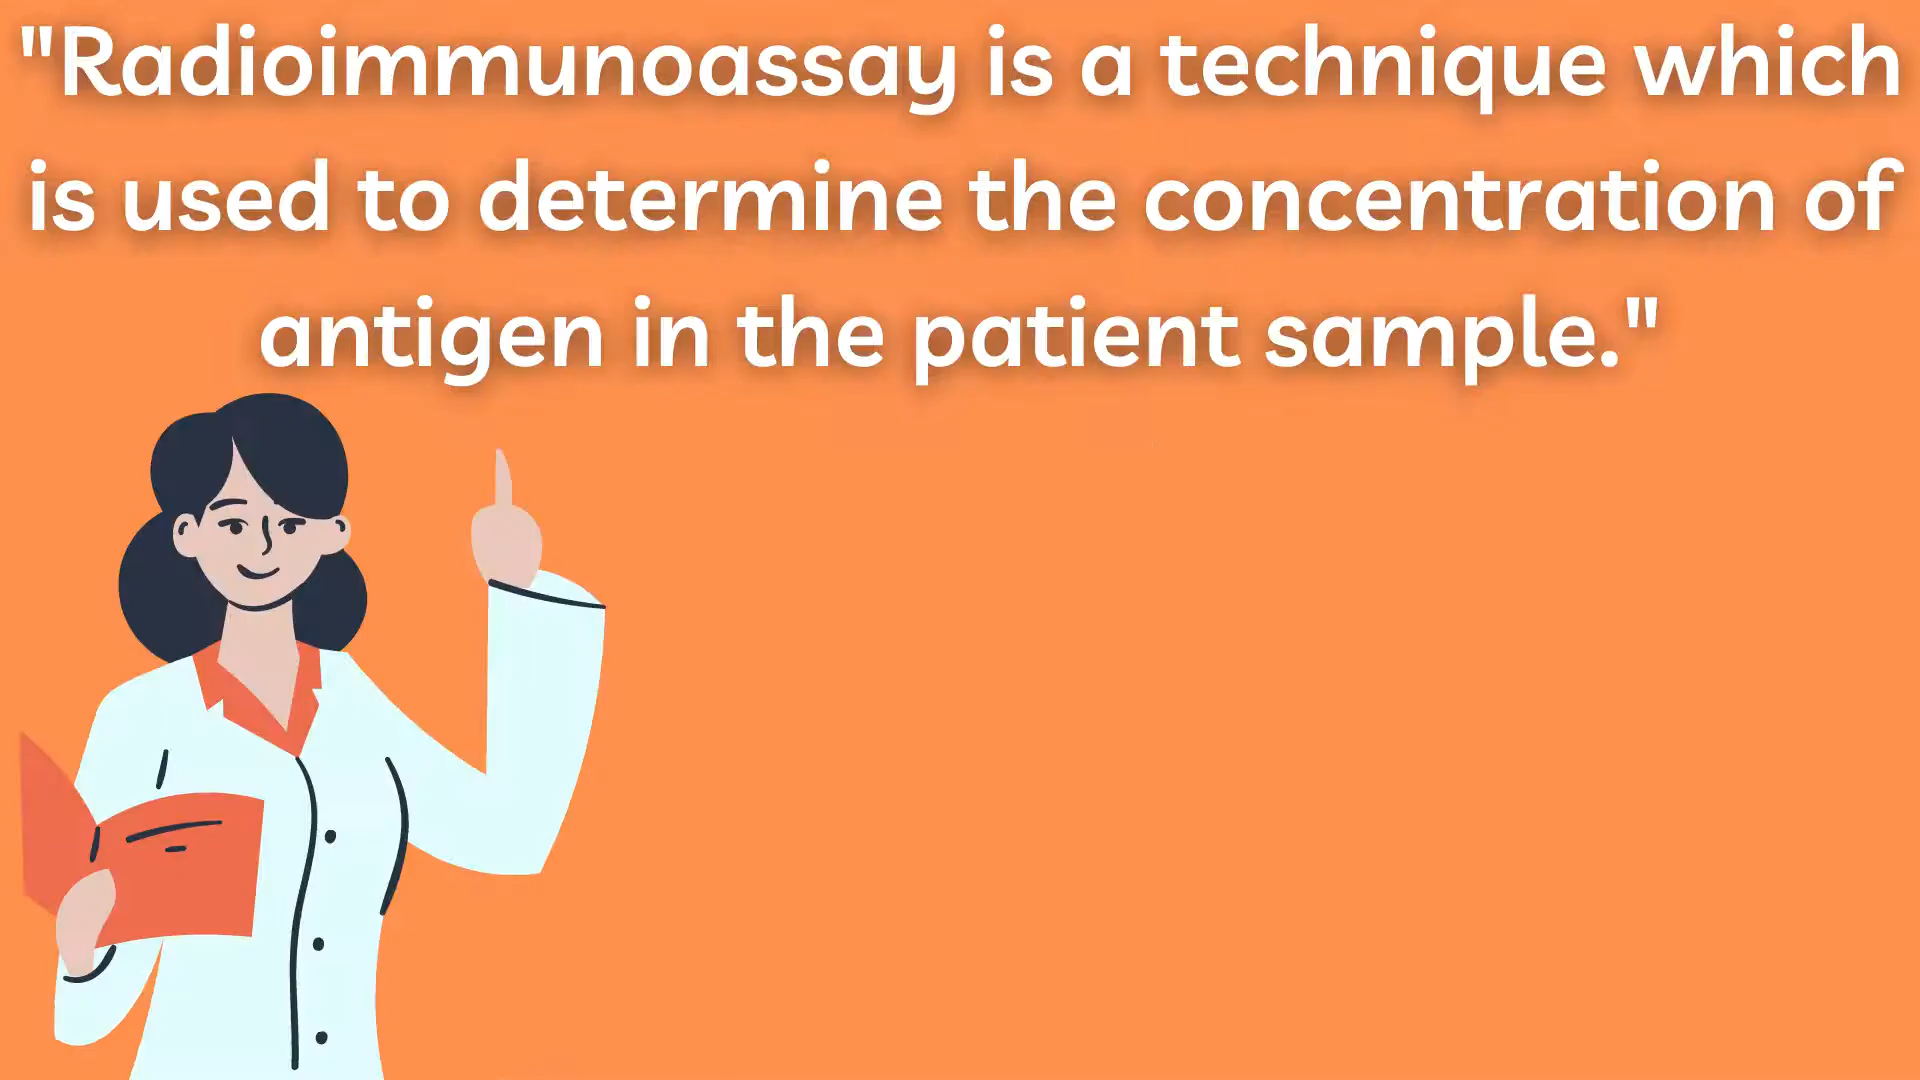 "Radioimmunoassay is a technique which
is used to determine the concentration of
antigen in the patient sample."